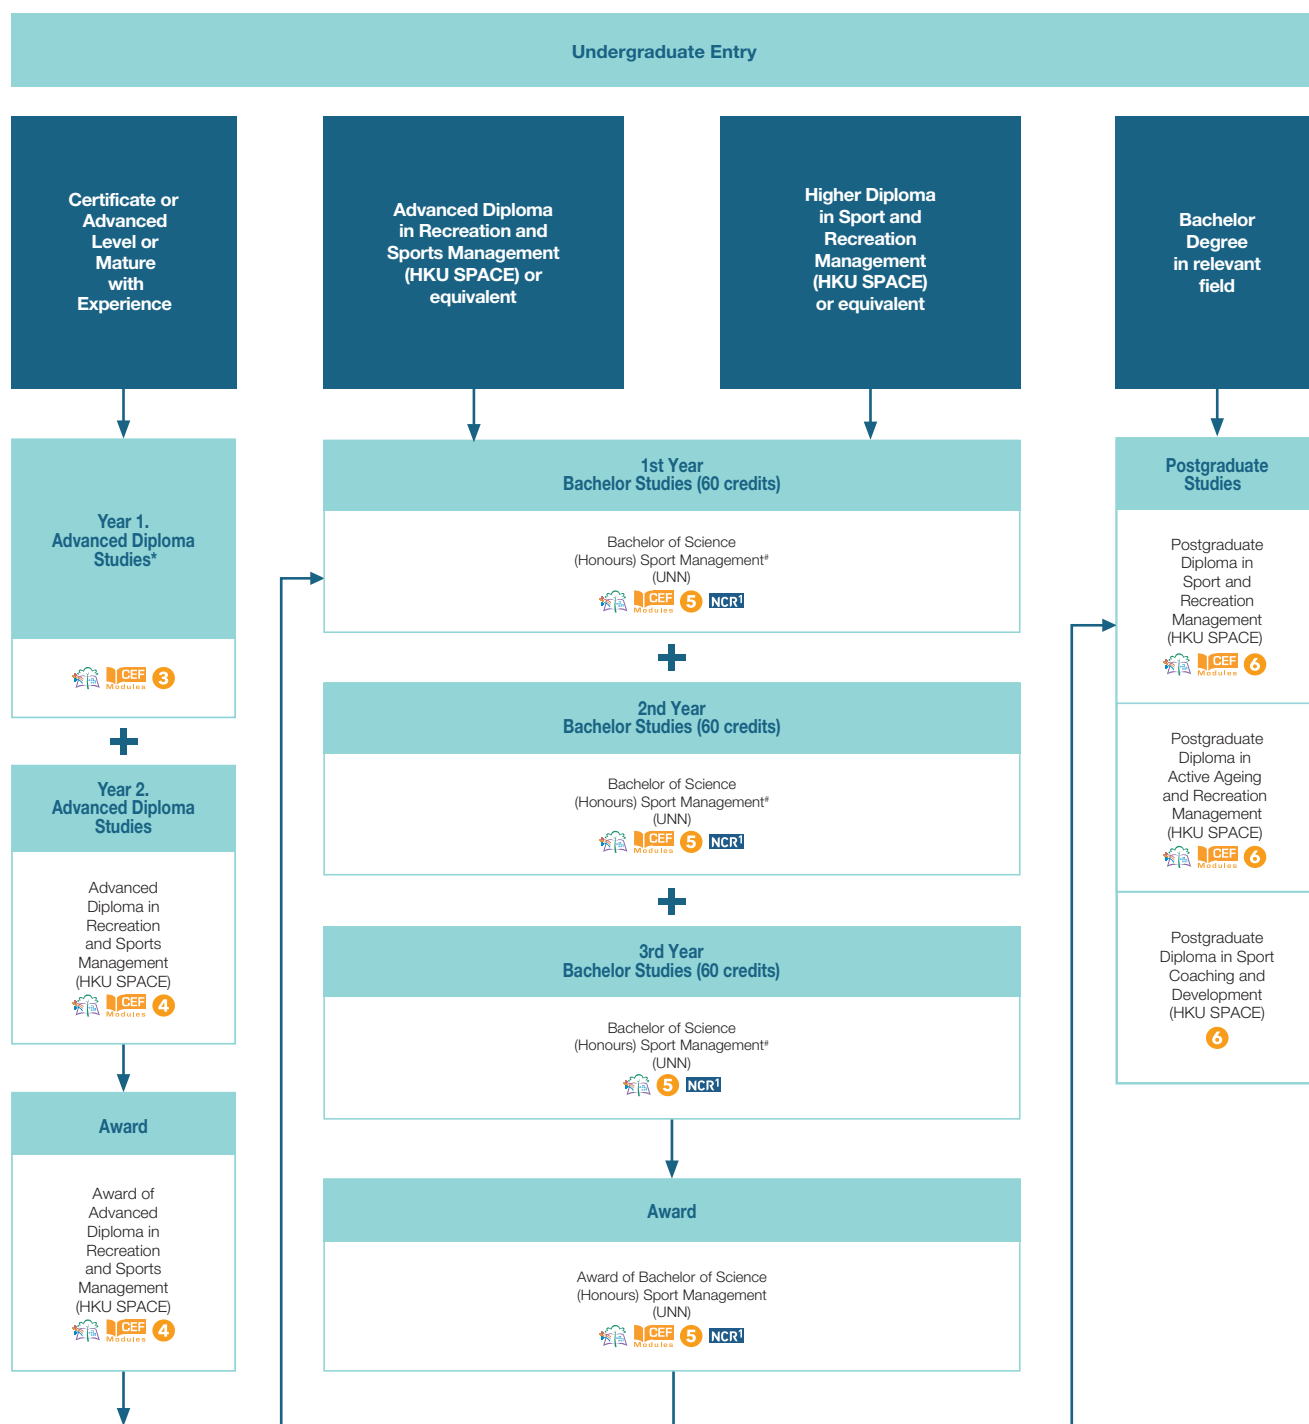 Undergraduate Entry
Certificate or
Advanced
Level or
Mature
with
Experience
Advanced Diploma
in Recreation and
Sports Management
(HKU SPACE) or
equivalent
Higher Diploma
in Sport and
Recreation
Management
(HKU SPACE)
or equivalent
Bachelor
Degree
in relevant
field
Year 1.
Advanced Diploma
Studies*
CEF
Modules
3
Year 2.
Advanced Diploma
Studies
Advanced
Diploma in
Recreation
and Sports
Management
(HKU SPACE)
CEF
Modules
4
Award
Award of
Advanced
Diploma in
Recreation
and Sports
Management
(HKU SPACE)
CEF
Modules
4
1st Year
Bachelor Studies (60 credits)
Bachelor of Science
(Honours) Sport Management#
(UNN)
CEF
Modules
5 NCR1
2nd Year
Bachelor Studies (60 credits)
Bachelor of Science
(Honours) Sport Management#
(UNN)
CEF
Modules
5 NCR1
3rd Year
Bachelor Studies (60 credits)
Bachelor of Science
(Honours) Sport Management#
(UNN)
5 NCR1
Award
Award of Bachelor of Science
(Honours) Sport Management
(UNN)
CEF
Modules
5 NCR1
Postgraduate
Studies
Postgraduate
Diploma in
Sport and
Recreation
Management
(HKU SPACE)
CEF
Modules
6
Postgraduate
Diploma in
Active Ageing
and Recreation
Management
(HKU SPACE)
CEF
Modules
6
Postgraduate
Diploma in Sport
Coaching and
Development
(HKU SPACE)
6